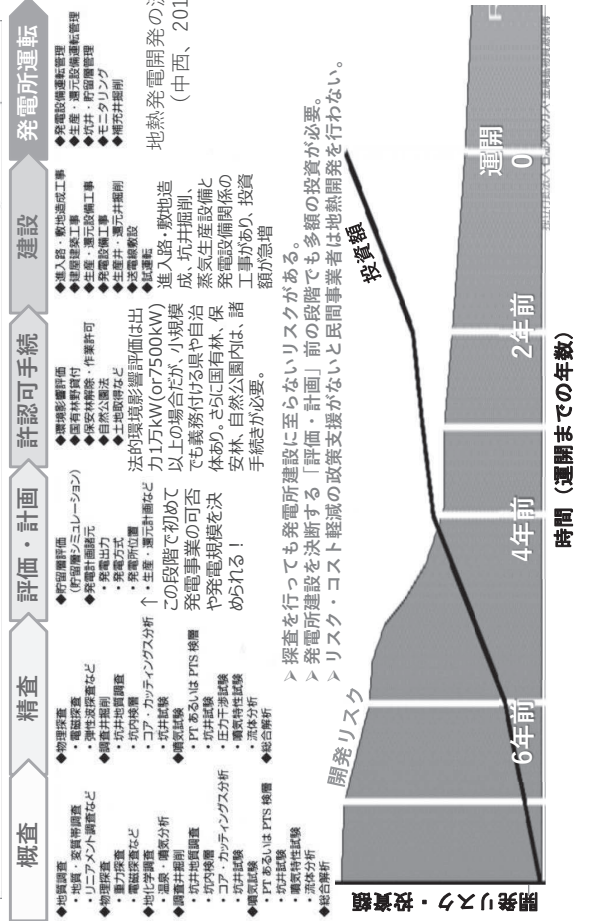 概査
精査
評価・計画
許認可手続
建設
発電所運転
◆地質調査
・地質・変質帯調査
・リニアメント調査など
◆物理探査
・重力探査
・電磁探査など
◆地化学調査
・温泉・噴気分析
◆調査井掘削
・坑井地質調査
・坑内検層
・コア・カッティングス分析
・坑井試験
◆噴気試験
・PTあるいはPTS検層
・坑井試験
・噴気特性試験
・流体分析
◆総合解析
◆物理探査
・電磁探査
・弾性波探査など
◆調査井掘削
・坑井地質調査
・坑内検層
・コア・カッティングス分析
・坑井試験
◆噴気試験
・PTあるいはPTS検層
・坑井試験
・圧力干渉試験
・噴気特性試験
・流体分析
◆総合解析
◆貯留層評価
(貯留層シミュレーション)
◆発電計画諸元
・発電出力
・発電方式
・発電所位置
・生産・還元計画など
↑
この段階で初めて
発電事業の可否
や発電規模を決
められる！
◆環境影響評価
◆国有林野貸付
◆保安林解除・作業許可
◆自然公園法
◆土地取得など
法的環境影響評価は出
力1万kW(or7500kW)
以上の場合だが、小規模
でも義務付ける県や自治
体あり。さらに国有林、保
安林、自然公園内は、諸
手続きが必要。
◆進入路・敷地造成工事
◆建屋建築工事
◆生産・還元設備工事
◆発電設備工事
◆生産井・還元井掘削
◆送電線敷設
◆試運転
進入路・敷地造
成、坑井掘削、
蒸気生産設備と
発電設備関係の
工事があり、投資
額が急増
◆発電設備運転管理
◆生産・還元設備運転管理
◆坑井・貯留層管理
◆モニタリング
◆補充井掘削
地熱発電開発の
（中西、201
➢ 探査を行っても発電所建設に至らないリスクがある。
➢ 発電所建設を決断する「評価・計画」前の段階でも多額の投資が必要。
➢ リスク・コスト軽減の政策支援がないと民間事業者は地熱開発を行わない。
開発リスク
投資額
開発リスク・投資額
6年前
4年前
2年前
運開
0
時間（運開までの年数）